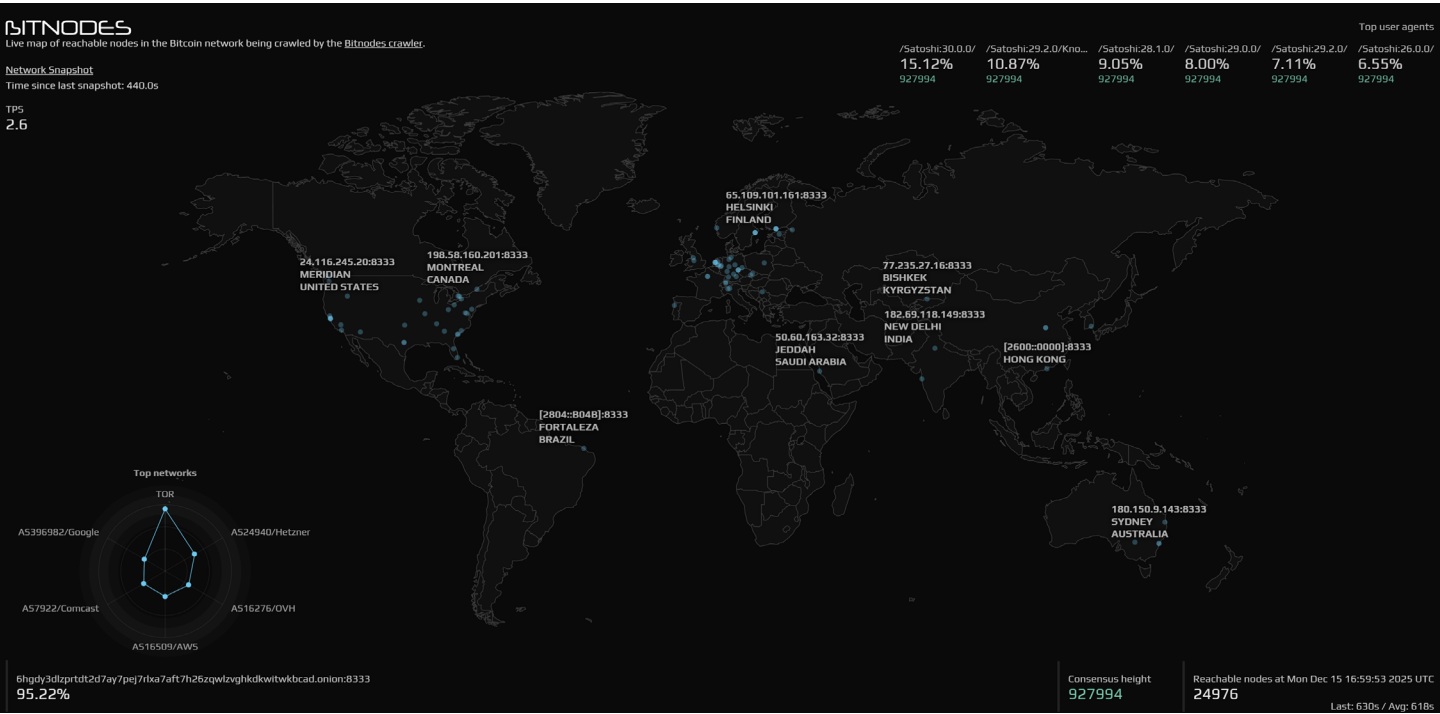 BITNODES
Live map of reachable nodes in the Bitcoin network being crawled by the Bitnodes crawler.
Network Snapshot
Time since last snapshot: 440.0s
TPS
2.6
Top user agents
/Satoshi:30.0.0/ /Satoshi:29.2.0/Kno... /Satoshi:28.1.0/ /Satoshi:29.0.0/ /Satoshi:29.2.0/ /Satoshi:26.0.0/
15.12% 10.87% 9.05% 8.00% 7.11% 6.55%
927994 927994 927994 927994 927994 927994
65.109.101.161:8333
HELSINKI
FINLAND
24.116.245.20:8333
MERIDIAN
UNITED STATES
198.58.160.201:8333
MONTREAL
CANADA
77.235.27.16:8333
BISHKEK
KYRGYZSTAN
182.69.118.149:8333
NEW DELHI
INDIA
50.60.163.32:8333
JEDDAH
SAUDI ARABIA
[2600::0000]:8333
HONG KONG
[2804::B048]:8333
FORTALEZA
BRAZIL
180.150.9.143:8333
SYDNEY
AUSTRALIA
Top networks
TOR
AS396982/Google
AS24940/Hetzner
AS7922/Comcast
AS16276/OVH
AS16509/AWS
6hgdy3dlzprtdt2d7ay7pej7rlxa7aft7h26zqwlzvghkdkwitwkbcad.onion:8333
95.22%
Consensus height
927994
Reachable nodes at Mon Dec 15 16:59:53 2025 UTC
24976
Last: 630s / Avg: 618s